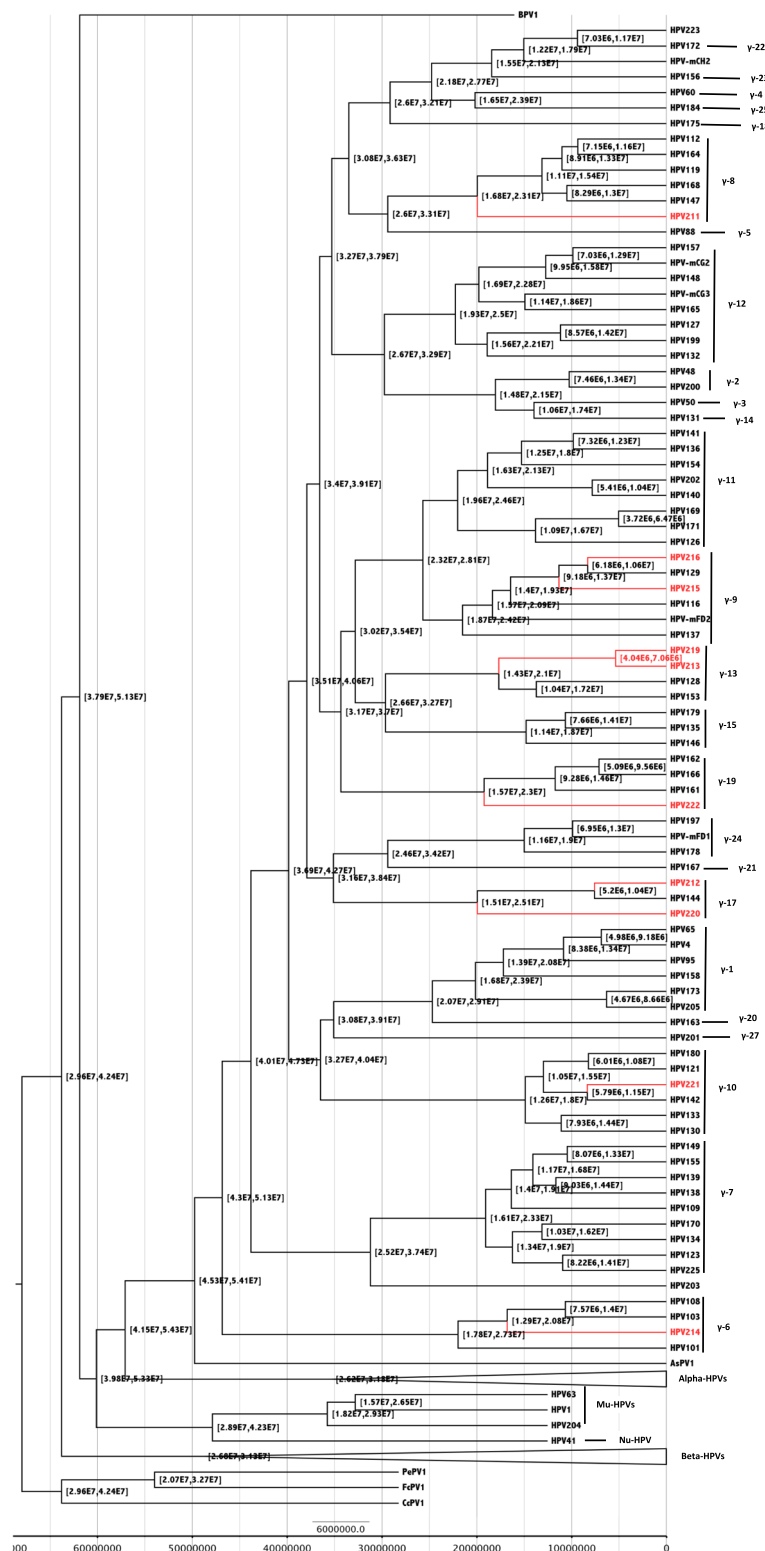 BPV1
HPV223
[7.03E6,1.17E7]
HPV172
γ-22
[1.22E7,1.79E7]
HPV-mCH2
[1.55E7,2.13E7]
HPV156
[2.18E7,2.77E7]
HPV60
γ-4
[1.65E7,2.39E7]
[2.6E7,3.21E7]
HPV184
HPV175
HPV112
[7.15E6,1.16E7]
HPV164
[8.91E6,1.33E7]
[3.08E7,3.63E7]
HPV119
[1.11E7,1.54E7]
γ-8
HPV168
[8.29E6,1.3E7]
[1.68E7,2.31E7]
HPV147
[2.6E7,3.31E7]
HPV211
HPV88
γ-5
HPV157
[7.03E6,1.29E7]
[3.27E7,3.79E7]
HPV-mCG2
[9.95E6,1.58E7]
HPV148
[1.69E7,2.28E7]
HPV-mCG3
[1.14E7,1.86E7]
γ-12
HPV165
[1.93E7,2.5E7]
HPV127
[8.57E6,1.42E7]
HPV199
[1.56E7,2.21E7]
[2.67E7,3.29E7]
HPV132
HPV48
[7.46E6,1.34E7]
γ-2
HPV200
[1.48E7,2.15E7]
HPV50
γ-3
[1.06E7,1.74E7]
HPV131
γ-14
HPV141
[7.32E6,1.23E7]
HPV136
[1.25E7,1.8E7]
HPV154
[1.63E7,2.13E7]
HPV202
γ-11
[3.4E7,3.91E7]
[5.41E6,1.04E7]
HPV140
[1.96E7,2.46E7]
HPV169
[3.72E6,6.47E6]
HPV171
[1.09E7,1.67E7]
HPV126
HPV216
[2.32E7,2.81E7]
[6.18E6,1.06E7]
HPV129
[9.18E6,1.37E7]
HPV215
[1.4E7,1.93E7]
γ-9
HPV116
[1.57E7,2.09E7]
HPV-mFD2
[1.87E7,2.42E7]
[3.02E7,3.54E7]
HPV137
HPV219
[4.04E6,7.06E6]
HPV213
γ-13
[1.43E7,2.1E7]
HPV128
[3.51E7,4.06E7]
[1.04E7,1.72E7]
HPV153
[3.79E7,5.13E7]
[2.66E7,3.27E7]
[3.17E7,3.7E7]
HPV179
[7.66E6,1.41E7]
γ-15
HPV135
[1.14E7,1.87E7]
HPV146
HPV162
[5.09E6,9.56E6]
HPV166
[9.28E6,1.46E7]
γ-19
HPV161
[1.57E7,2.3E7]
HPV222
HPV197
[6.95E6,1.3E7]
HPV-mFD1
γ-24
[1.16E7,1.9E7]
HPV178
[2.46E7,3.42E7]
HPV167
γ-21
[3.69E7,4.27E7]
[3.16E7,3.84E7]
HPV212
[5.2E6,1.04E7]
HPV144
γ-17
[1.51E7,2.51E7]
HPV220
HPV65
[4.98E6,9.18E6]
HPV4
[8.38E6,1.34E7]
HPV95
[1.39E7,2.08E7]
γ-1
HPV158
[1.68E7,2.39E7]
HPV173
[4.67E6,8.66E6]
[2.07E7,2.91E7]
HPV205
[3.08E7,3.91E7]
HPV163
γ-20
HPV201
γ-27
HPV180
[4.01E7,4.73E7]
[3.27E7,4.04E7]
[6.01E6,1.08E7]
HPV121
[2.96E7,4.24E7]
[1.05E7,1.55E7]
HPV221
γ-10
[5.79E6,1.15E7]
HPV142
[1.26E7,1.8E7]
HPV133
[7.93E6,1.44E7]
HPV130
HPV149
[8.07E6,1.33E7]
HPV155
[1.17E7,1.68E7]
HPV139
[9.03E6,1.44E7]
[1.4E7,1.91E7]
γ-7
HPV138
[4.3E7,5.13E7]
HPV109
[1.61E7,2.33E7]
HPV170
[1.03E7,1.62E7]
HPV134
[1.34E7,1.9E7]
[2.52E7,3.74E7]
HPV123
[8.22E6,1.41E7]
HPV225
[4.53E7,5.41E7]
HPV203
HPV108
[7.57E6,1.4E7]
HPV103
[1.29E7,2.08E7]
γ-6
[4.15E7,5.43E7]
HPV214
[1.78E7,2.73E7]
HPV101
AsPV1
[3.98E7,5.33E7]
[2.62E7,3.18E7]
Alpha-HPVs
HPV63
[1.57E7,2.65E7]
Mu-HPVs
HPV1
[1.82E7,2.93E7]
HPV204
[2.89E7,4.23E7]
HPV41
Nu-HPV
[2.68E7,3.13E7]
Beta-HPVs
PePV1
[2.07E7,3.27E7]
FcPV1
[2.96E7,4.24E7]
CcPV1
6000000.0
60000000 50000000 40000000 30000000 20000000 10000000 0